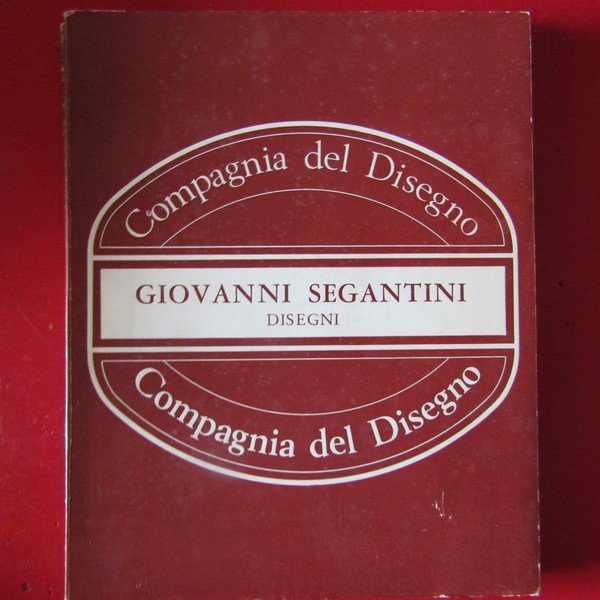 Compagnia del Disegno
GIOVANNI SEGANTINI
DISEGNI
Compagnia del Disegno